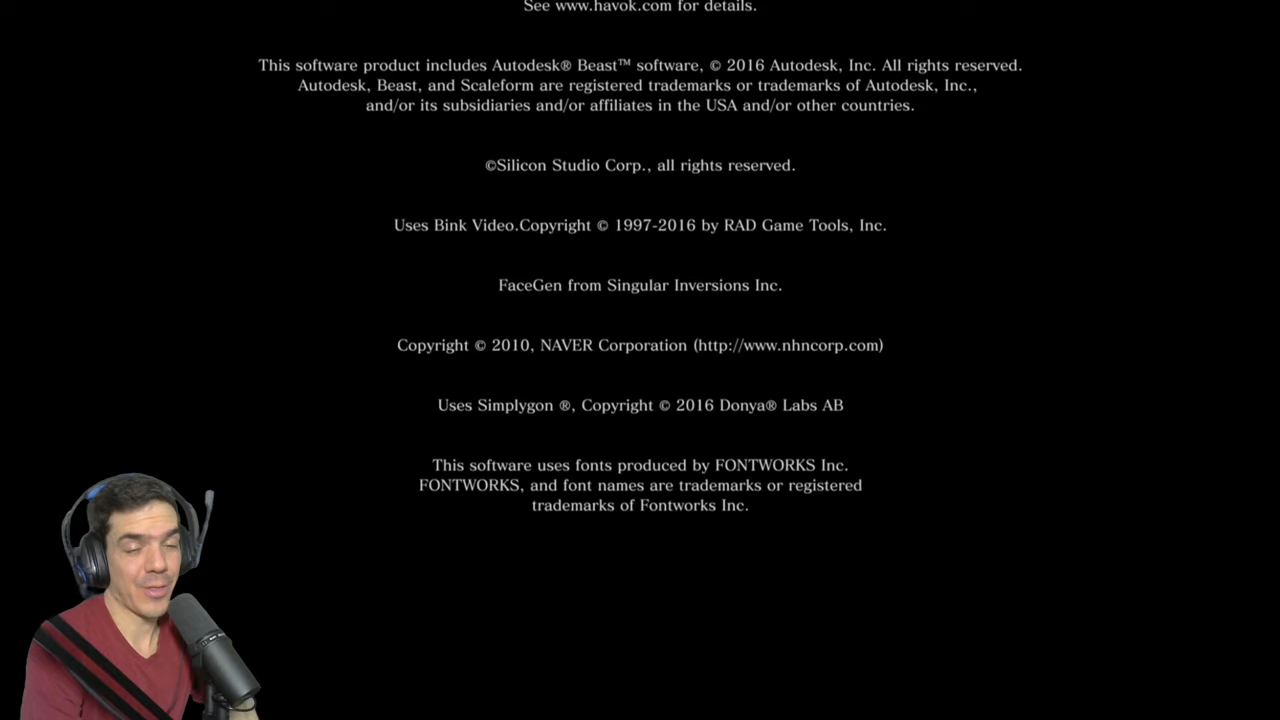 See www.havok.com for details.
This software product includes Autodesk® Beast™ software, © 2016 Autodesk, Inc. All rights reserved.
Autodesk, Beast, and Scaleform are registered trademarks or trademarks of Autodesk, Inc.,
and/or its subsidiaries and/or affiliates in the USA and/or other countries.
©Silicon Studio Corp., all rights reserved.
Uses Bink Video.Copyright © 1997-2016 by RAD Game Tools, Inc.
FaceGen from Singular Inversions Inc.
Copyright © 2010, NAVER Corporation (http://www.nhncorp.com)
Uses Simplygon ®, Copyright © 2016 Donya® Labs AB
This software uses fonts produced by FONTWORKS Inc.
FONTWORKS, and font names are trademarks or registered
trademarks of Fontworks Inc.